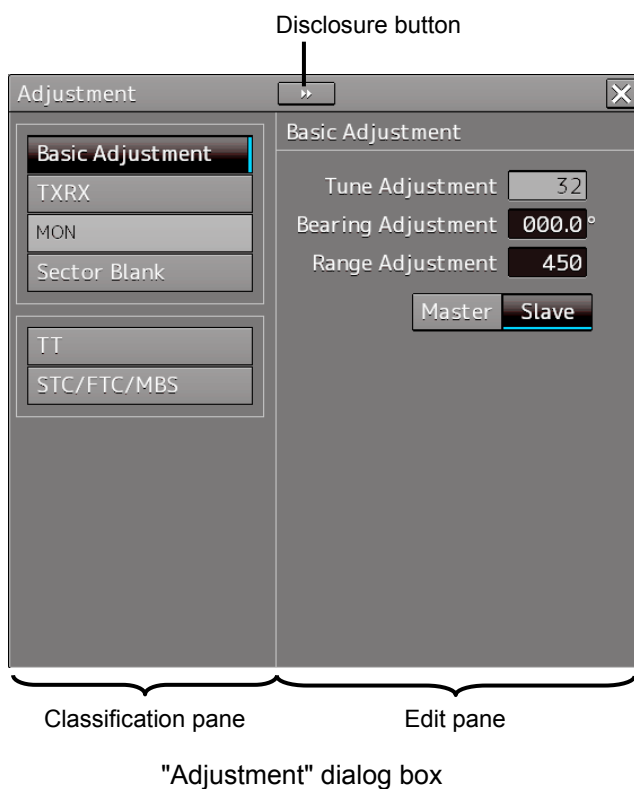 Disclosure button
Adjustment
Basic Adjustment
TXRX
MON
Sector Blank
TT
STC/FTC/MBS
Basic Adjustment
Tune Adjustment 32
Bearing Adjustment 000.0°
Range Adjustment 450
Master Slave
Classification pane
Edit pane
"Adjustment" dialog box